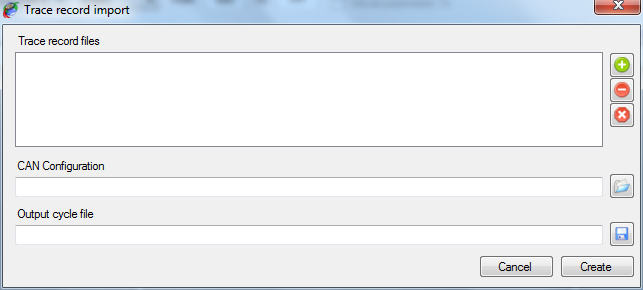 Trace record import
Trace record files
CAN Configuration
Output cycle file
Cancel
Create